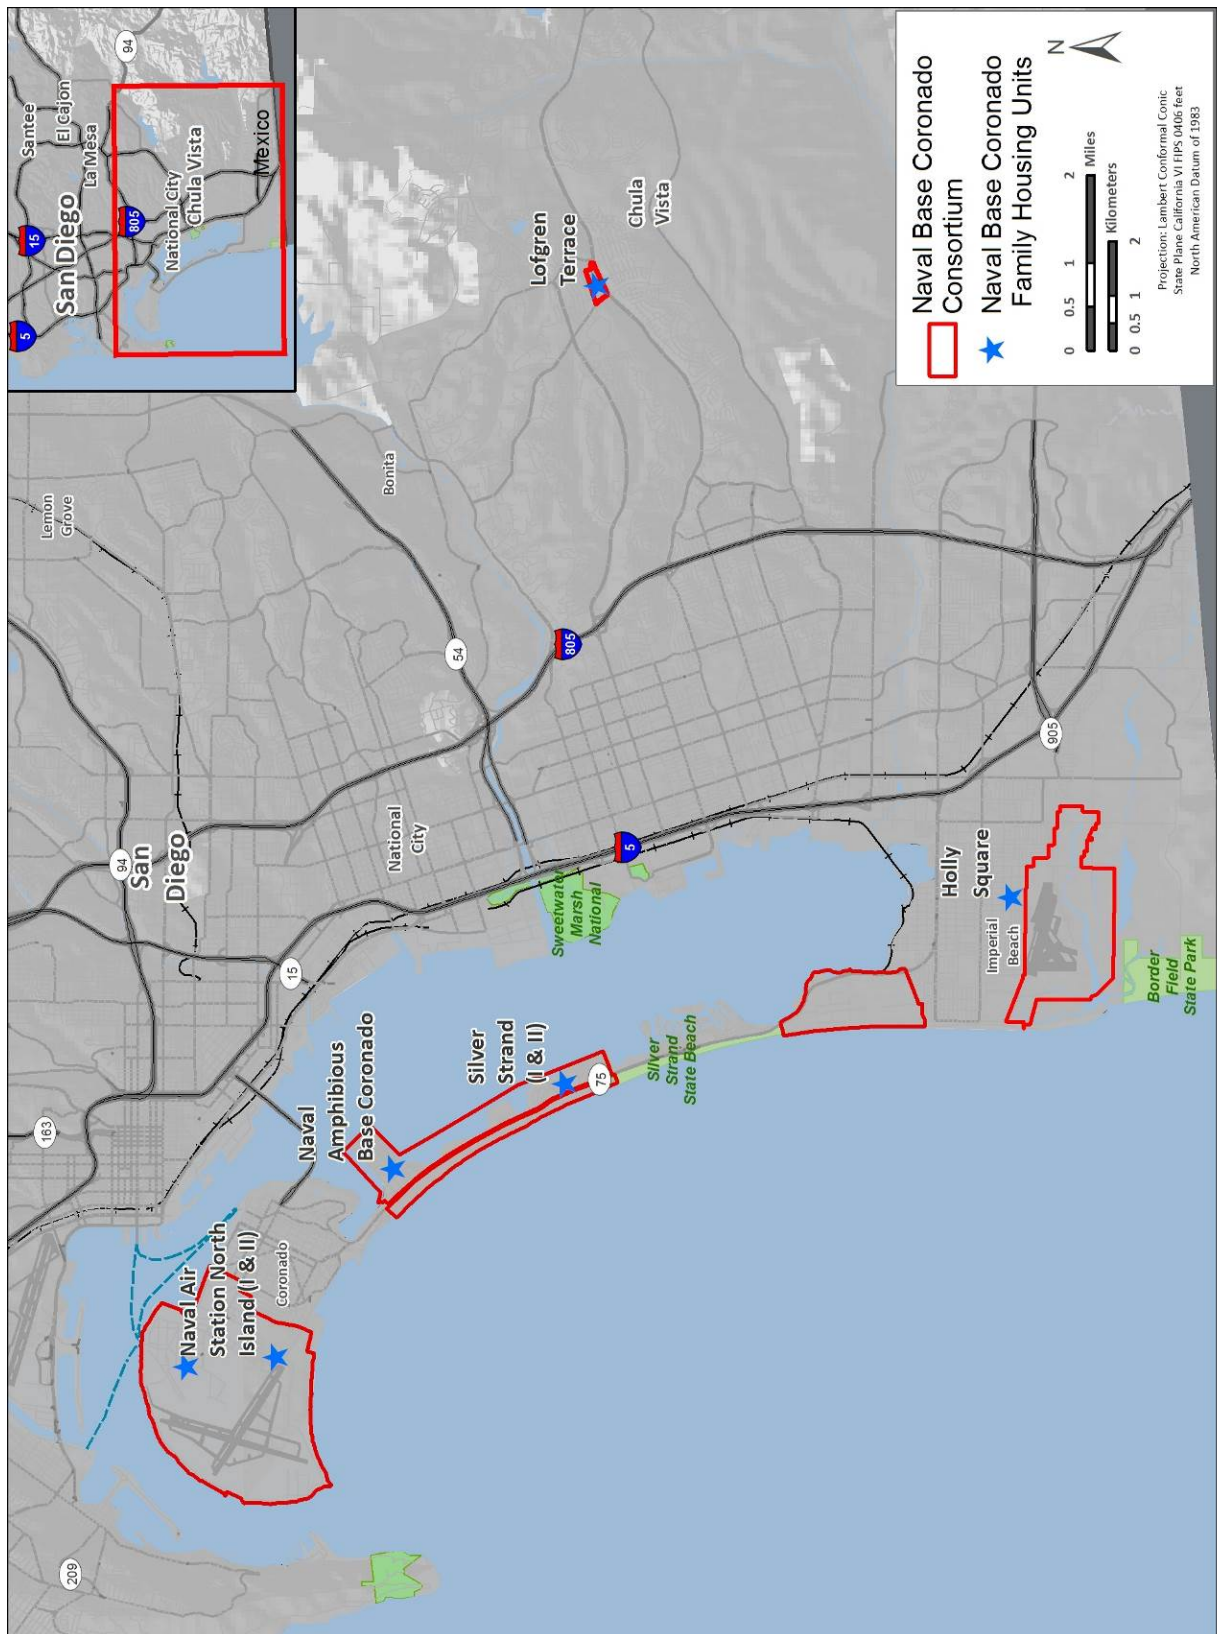 94
Santee
El Cajon
La Mesa
San Diego
15
5
805
National City
Chula Vista
Mexico
Lemon
Grove
Bonita
94
San
Diego
National
City
54
805
163
15
5
Lofgren
Terrace
Chula
Vista
209
Naval Air
Station North
Island (I & II)
Coronado
Naval
Amphibious
Base Coronado
Silver
Strand
(I & II)
75
Sweetwater
Marsh
National
Silver
Strand
State Beach
Holly
Square
Imperial
Beach
905
Border
Field
State Park
Naval Base Coronado
Consortium
Naval Base Coronado
Family Housing Units
N
0 0.5 1 2
Miles
Kilometers
0 0.5 1 2
Projection: Lambert Conformal Conic
State Plane California VI FIPS 0406 feet
North American Datum of 1983